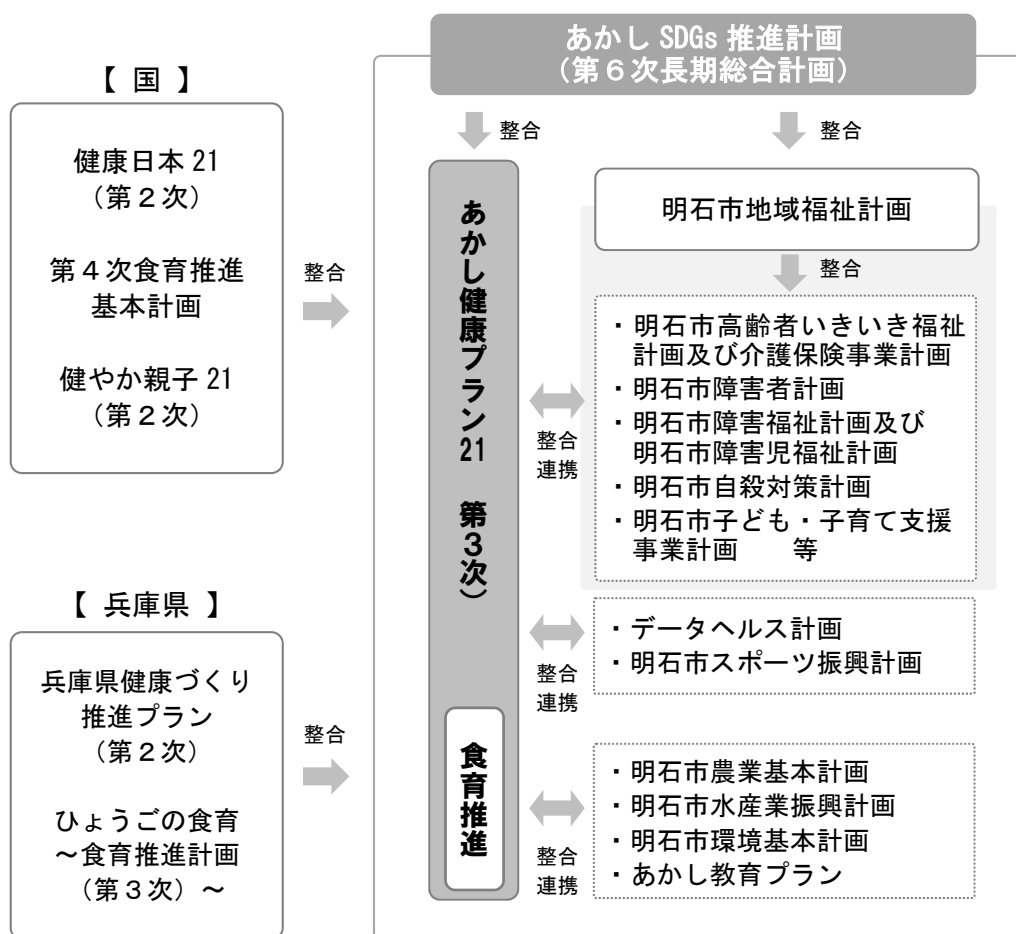 あかし SDGs 推進計画
（第６次長期総合計画）
【 国 】
健康日本 21
（第２次）
第４次食育推進
基本計画
健やか親子 21
（第２次）
整合
【 兵庫県 】
兵庫県健康づくり
推進プラン
（第２次）
ひょうごの食育
～食育推進計画
（第３次）～
整合
整合
整合
あかし健康プラン21 第３次）
食育推進
明石市地域福祉計画
整合
・明石市高齢者いきいき福祉
計画及び介護保険事業計画
・明石市障害者計画
・明石市障害福祉計画及び
明石市障害児福祉計画
・明石市自殺対策計画
・明石市子ども・子育て支援
事業計画　　等
整合
連携
・データヘルス計画
・明石市スポーツ振興計画
整合
連携
・明石市農業基本計画
・明石市水産業振興計画
・明石市環境基本計画
・あかし教育プラン
整合
連携